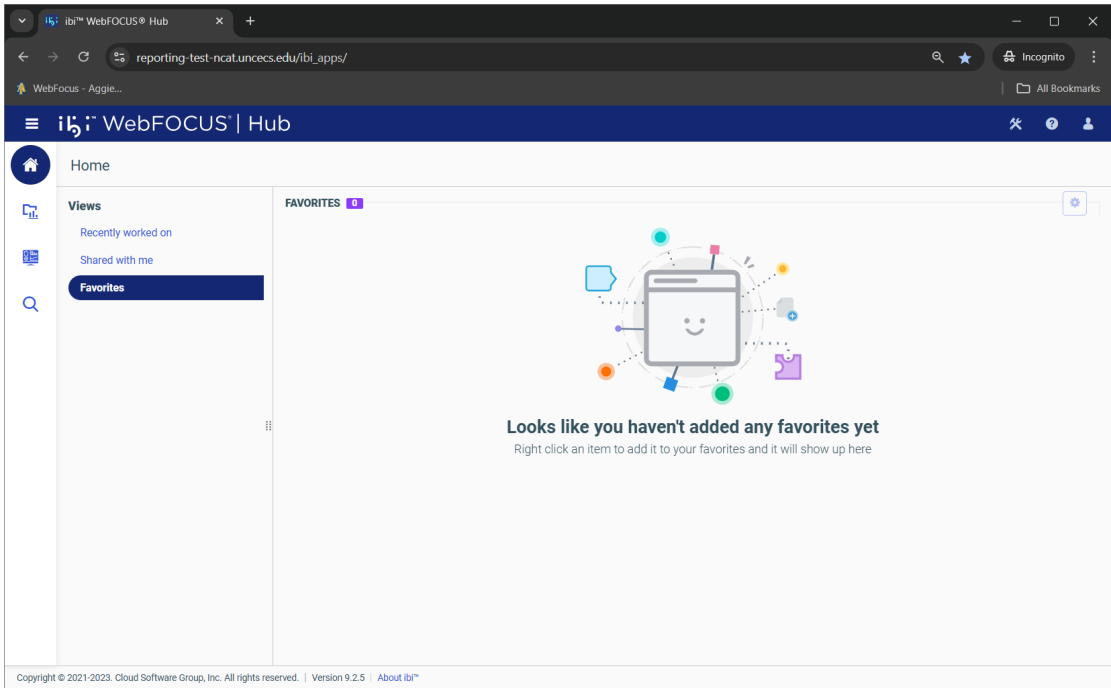 ibi™ WebFOCUS® Hub
reporting-test-ncat.uncecs.edu/ibi_apps/
Incognito
WebFocus - Aggie...
All Bookmarks
ibi™ WebFOCUS® | Hub
Home
Views
FAVORITES 0
Recently worked on
Shared with me
Favorites
Looks like you haven't added any favorites yet
Right click an item to add it to your favorites and it will show up here
Copyright © 2021-2023. Cloud Software Group, Inc. All rights reserved. | Version 9.2.5 | About ibi™